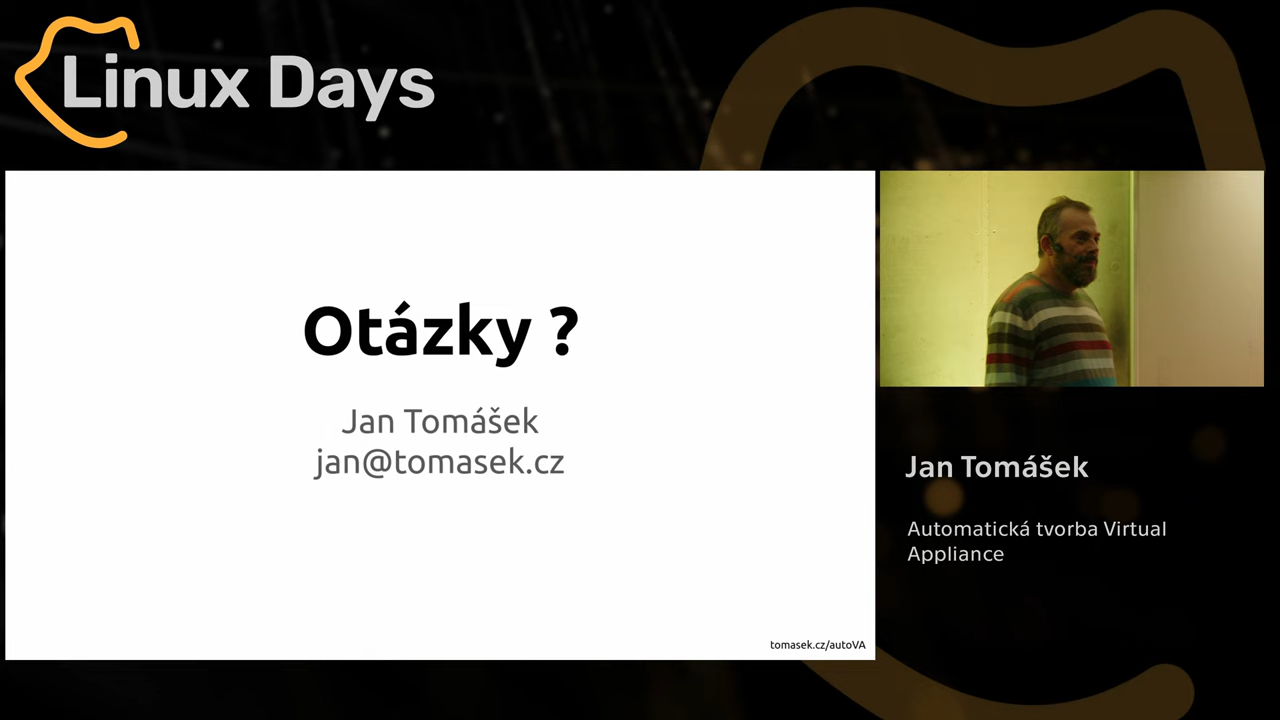 Linux Days
Otázky ?
Jan Tomášek
jan@tomasek.cz
tomasek.cz/autoVA
Jan Tomášek
Automatická tvorba Virtual
Appliance